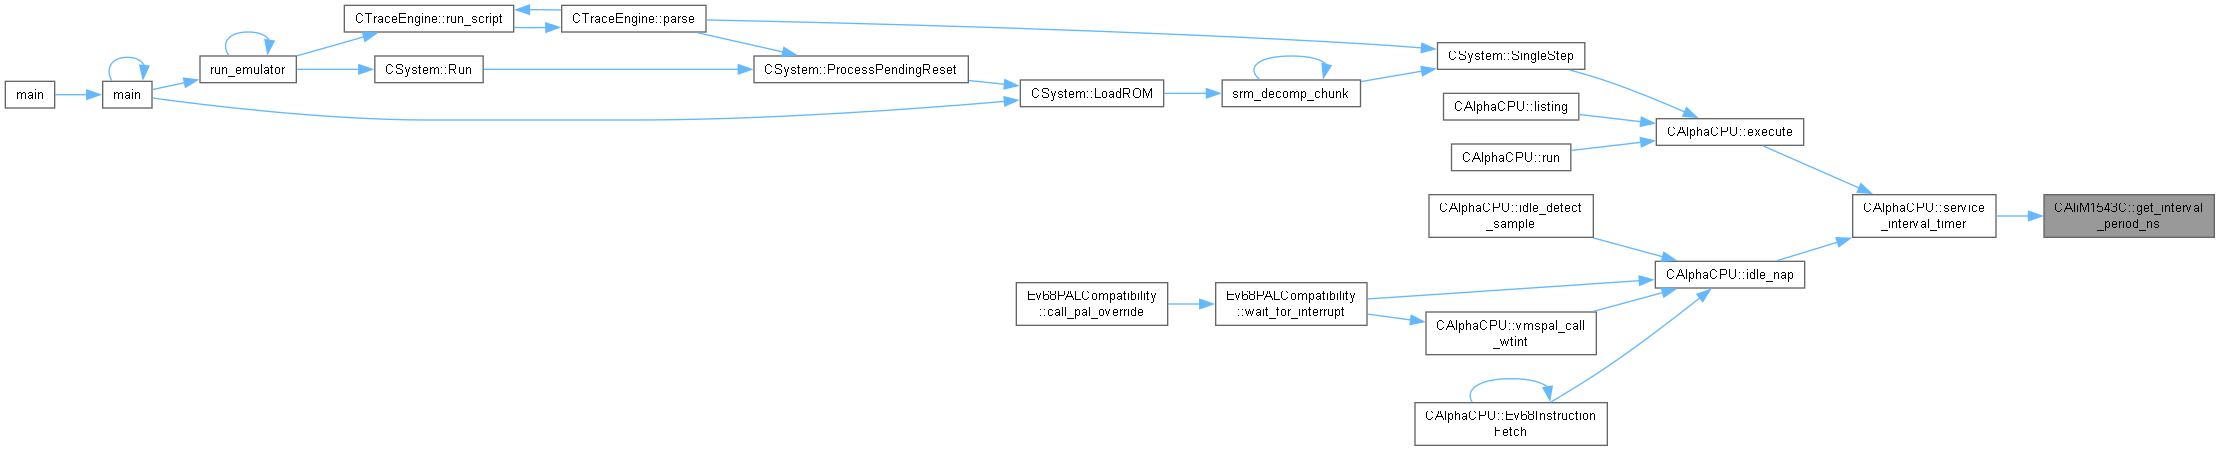 CTraceEngine::run_script
CTraceEngine::parse
CSystem::SingleStep
run_emulator
CSystem::Run
CSystem::ProcessPendingReset
main
main
CSystem::LoadROM
srm_decomp_chunk
CAlphaCPU::listing
CAlphaCPU::execute
CAlphaCPU::run
CAlphaCPU::idle_detect
_sample
CAlphaCPU::service
_interval_timer
CAliM1543C::get_interval
_period_ns
CAlphaCPU::idle_nap
Ev68PALCompatibility
::call_pal_override
Ev68PALCompatibility
::wait_for_interrupt
CAlphaCPU::vmspal_call
_wtint
CAlphaCPU::Ev68Instruction
Fetch